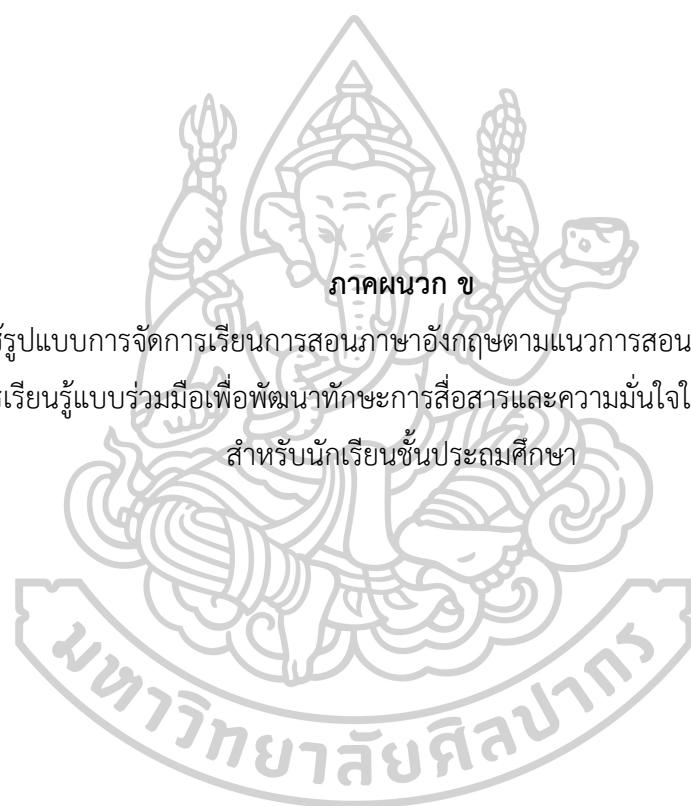 ภาคผนวก ข
รูปแบบการจัดการเรียนการสอนภาษาอังกฤษตามแนวการสอน
เรียนรู้แบบร่วมมือเพื่อพัฒนาทักษะการสื่อสารและความมั่นใจใ
สำหรับนักเรียนชั้นประถมศึกษา
มหาวิทยาลัยศิลปากร